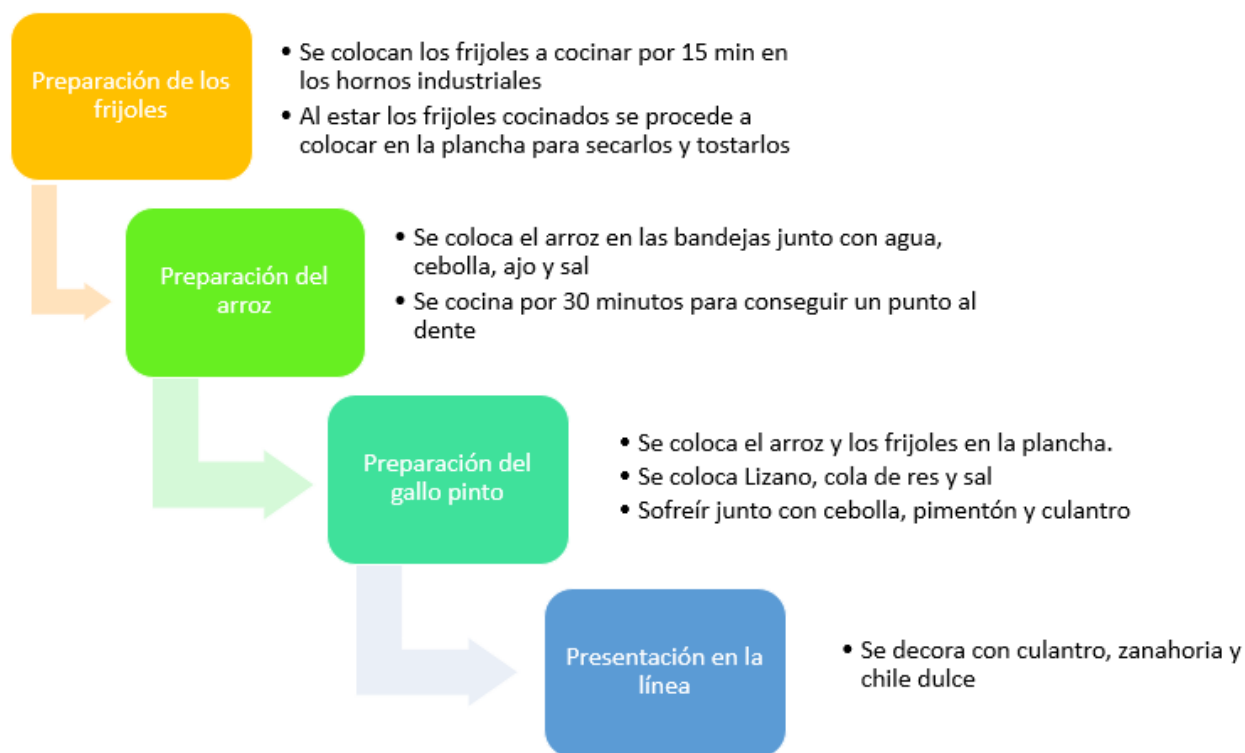 Preparación de los
frijoles
• Se colocan los frijoles a cocinar por 15 min en
los hornos industriales
• Al estar los frijoles cocinados se procede a
colocar en la plancha para secarlos y tostarlos
Preparación del
arroz
• Se coloca el arroz en las bandejas junto con agua,
cebolla, ajo y sal
• Se cocina por 30 minutos para conseguir un punto al
dente
Preparación del
gallo pinto
• Se coloca el arroz y los frijoles en la plancha.
• Se coloca Lizano, cola de res y sal
• Sofreír junto con cebolla, pimentón y culantro
Presentación en la
línea
• Se decora con culantro, zanahoria y
chile dulce